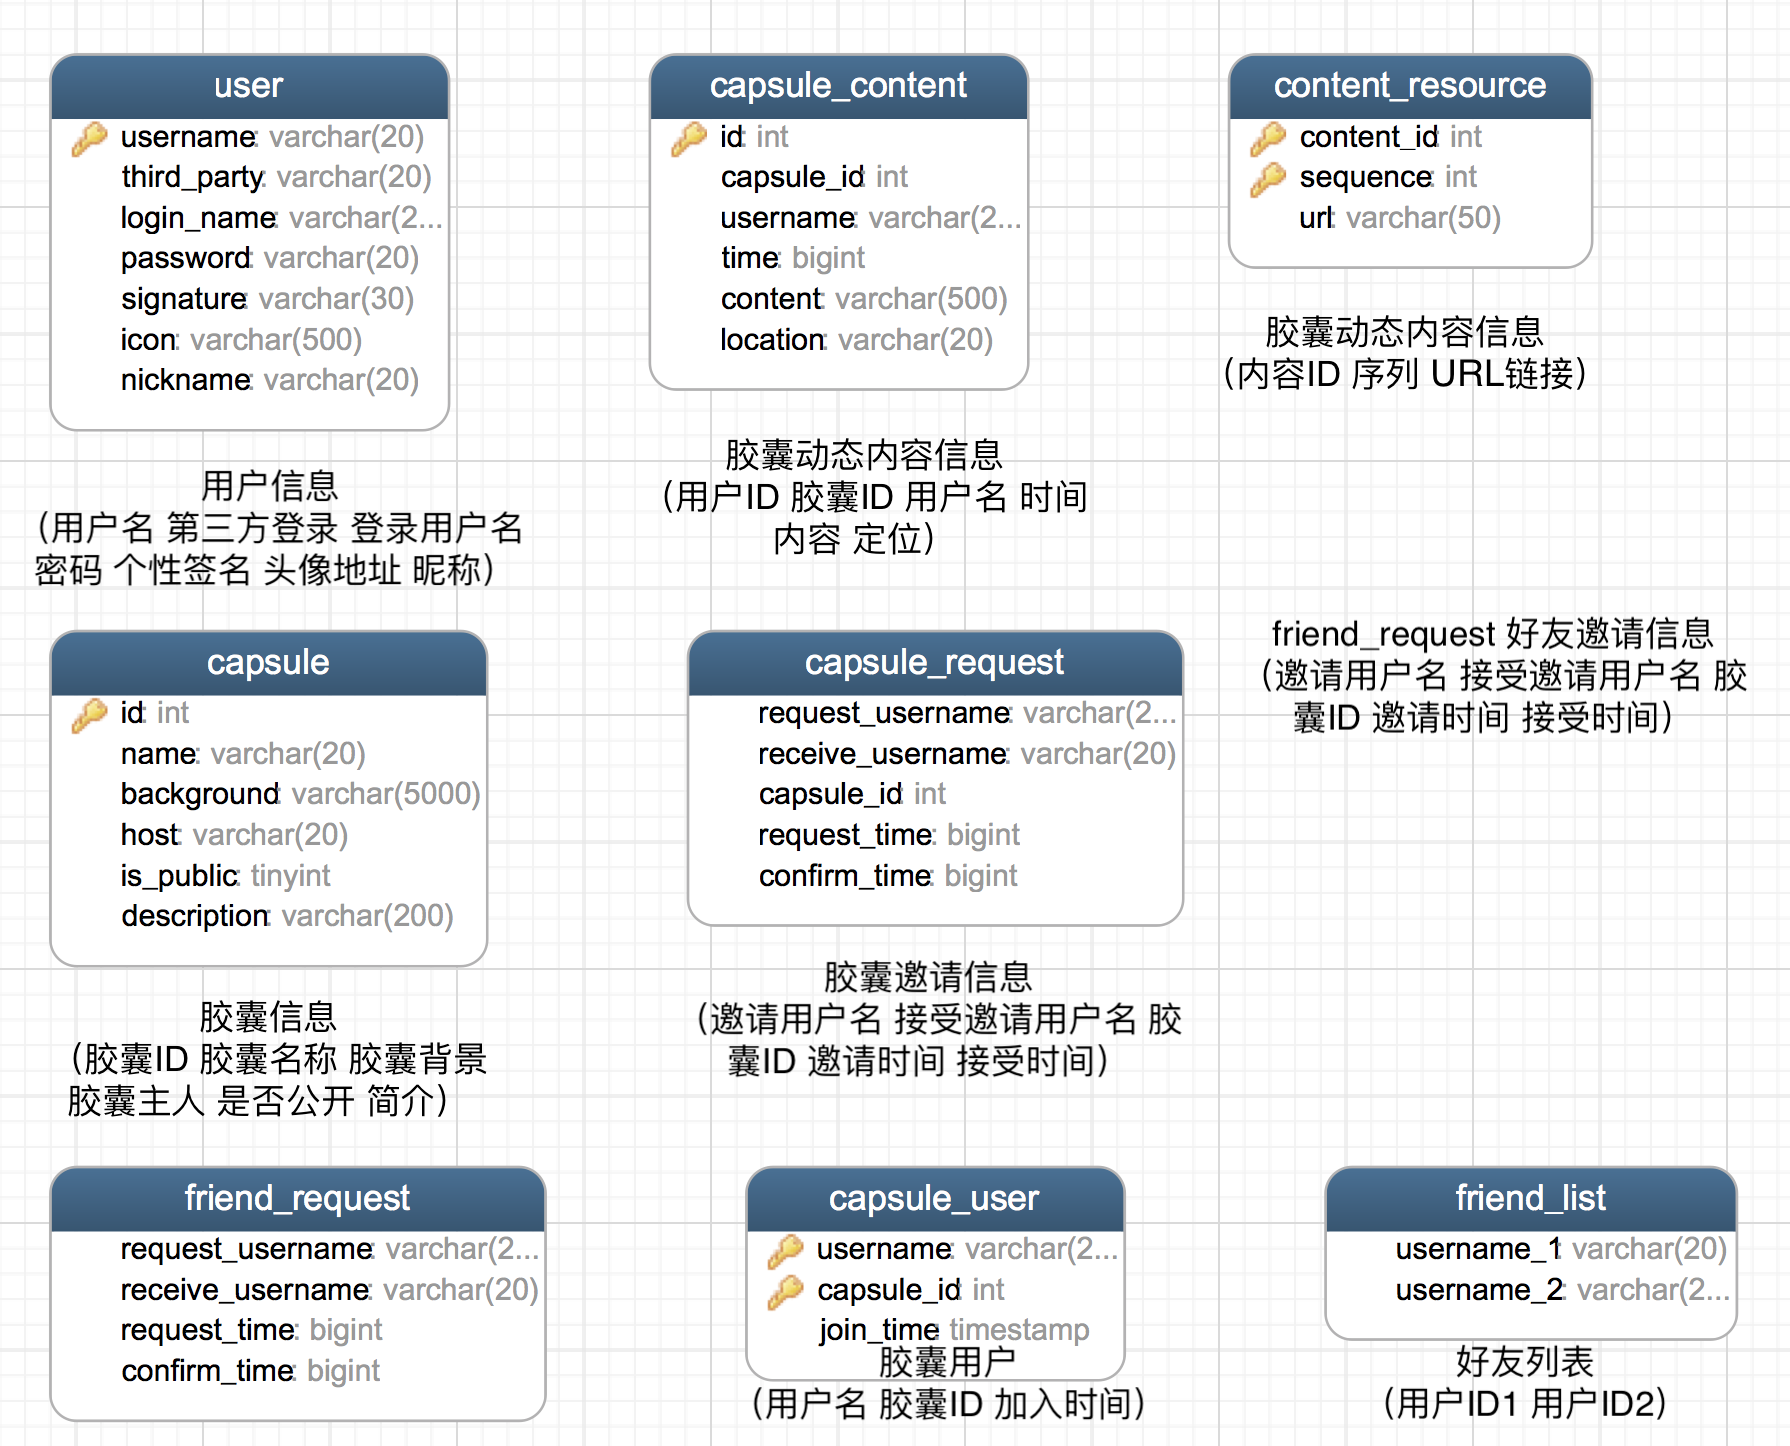 user
username: varchar(20)
third_party: varchar(20)
login_name: varchar(2...
password: varchar(20)
signature: varchar(30)
icon: varchar(500)
nickname: varchar(20)
用户信息
（用户名 第三方登录 登录用户名
密码 个性签名 头像地址 昵称）
capsule_content
id: int
capsule_id: int
username: varchar(2...
time: bigint
content: varchar(500)
location: varchar(20)
胶囊动态内容信息
（用户ID 胶囊ID 用户名 时间
内容 定位）
content_resource
content_id: int
sequence: int
url: varchar(50)
胶囊动态内容信息
（内容ID 序列 URL链接）
capsule
id: int
name: varchar(20)
background: varchar(5000)
host: varchar(20)
is_public: tinyint
description: varchar(200)
胶囊信息
（胶囊ID 胶囊名称 胶囊背景
胶囊主人 是否公开 简介）
capsule_request
request_username: varchar(2...
receive_username: varchar(20)
capsule_id: int
request_time: bigint
confirm_time: bigint
胶囊邀请信息
（邀请用户名 接受邀请用户名 胶
囊ID 邀请时间 接受时间）
friend_request 好友邀请信息
（邀请用户名 接受邀请用户名 胶
囊ID 邀请时间 接受时间）
friend_request
request_username: varchar(2...
receive_username: varchar(20)
request_time: bigint
confirm_time: bigint
capsule_user
username: varchar(2...
capsule_id: int
join_time: timestamp
胶囊用户
（用户名 胶囊ID 加入时间）
friend_list
username_1: varchar(20)
username_2: varchar(2...
好友列表
（用户ID1 用户ID2）